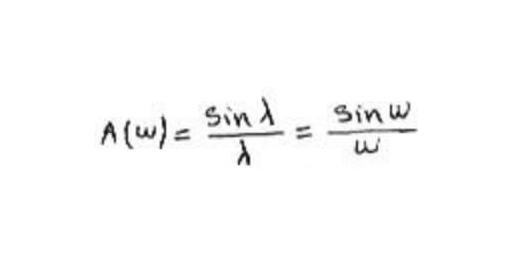 A(w) = sin λ / λ = sin w / w